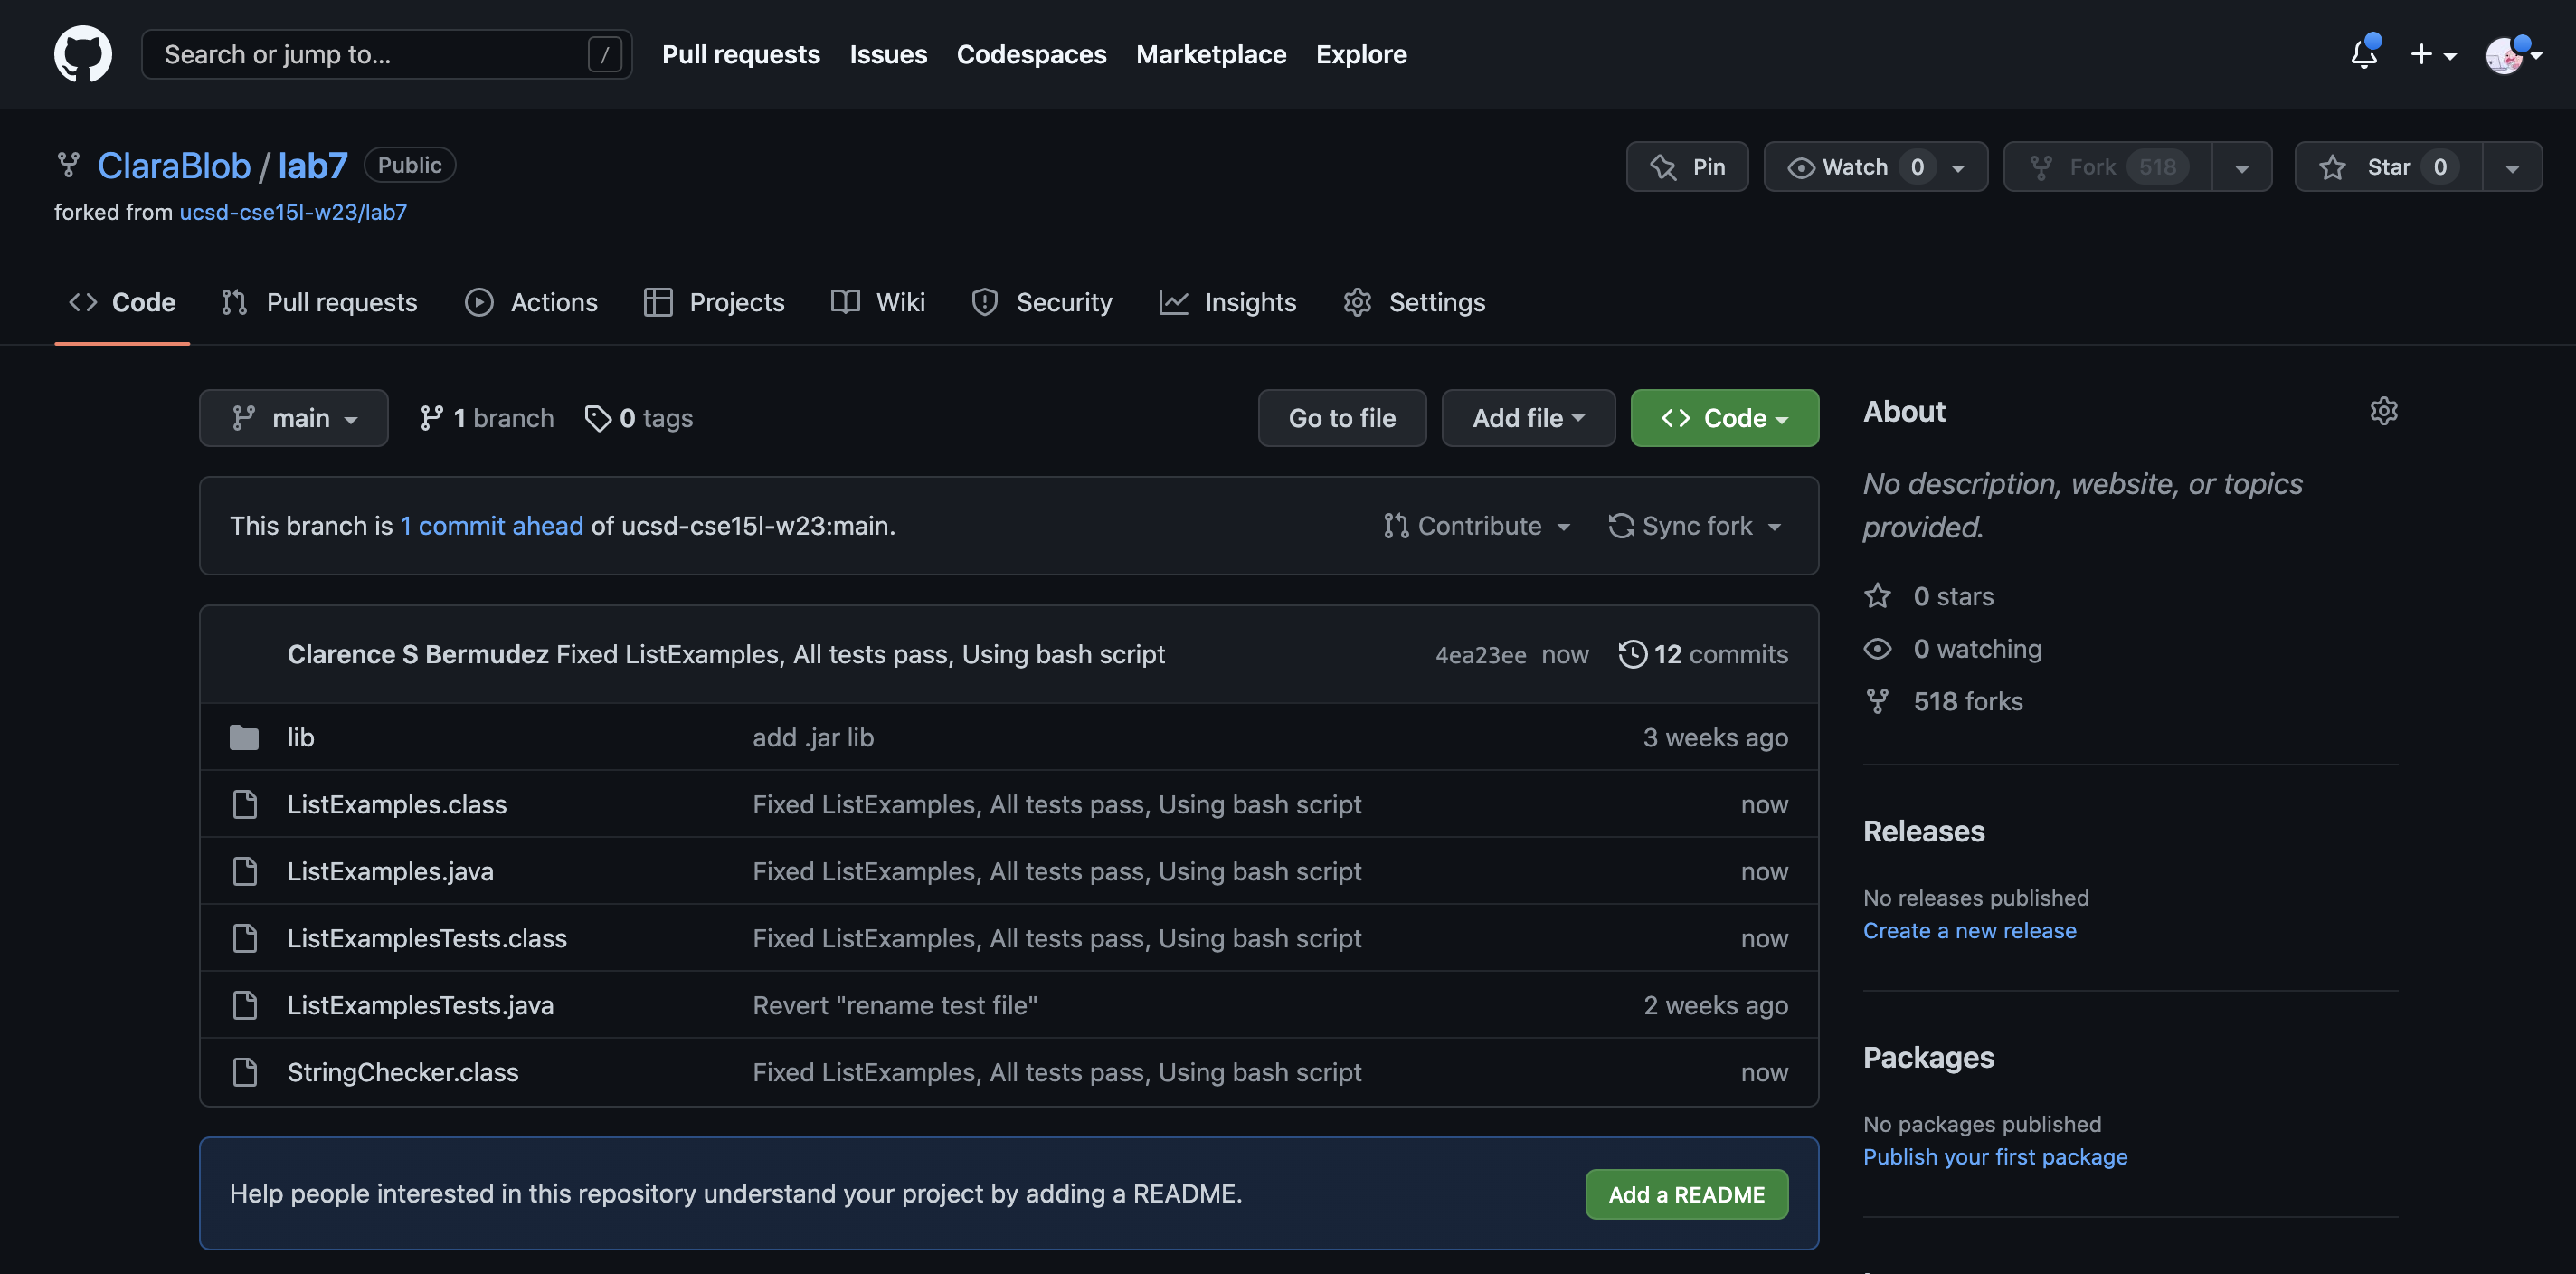 Search or jump to... /
Pull requests Issues Codespaces Marketplace Explore
ClaraBlob / lab7 Public
forked from ucsd-cse15l-w23/lab7
Pin Watch 0 Fork 518 Star 0
Code Pull requests Actions Projects Wiki Security Insights Settings
main 1 branch 0 tags Go to file Add file Code
This branch is 1 commit ahead of ucsd-cse15l-w23:main. Contribute Sync fork
Clarence S Bermudez Fixed ListExamples, All tests pass, Using bash script 4ea23ee now 12 commits
lib add .jar lib 3 weeks ago
ListExamples.class Fixed ListExamples, All tests pass, Using bash script now
ListExamples.java Fixed ListExamples, All tests pass, Using bash script now
ListExamplesTests.class Fixed ListExamples, All tests pass, Using bash script now
ListExamplesTests.java Revert "rename test file" 2 weeks ago
StringChecker.class Fixed ListExamples, All tests pass, Using bash script now
Help people interested in this repository understand your project by adding a README. Add a README
About
No description, website, or topics
provided.
0 stars
0 watching
518 forks
Releases
No releases published
Create a new release
Packages
No packages published
Publish your first package